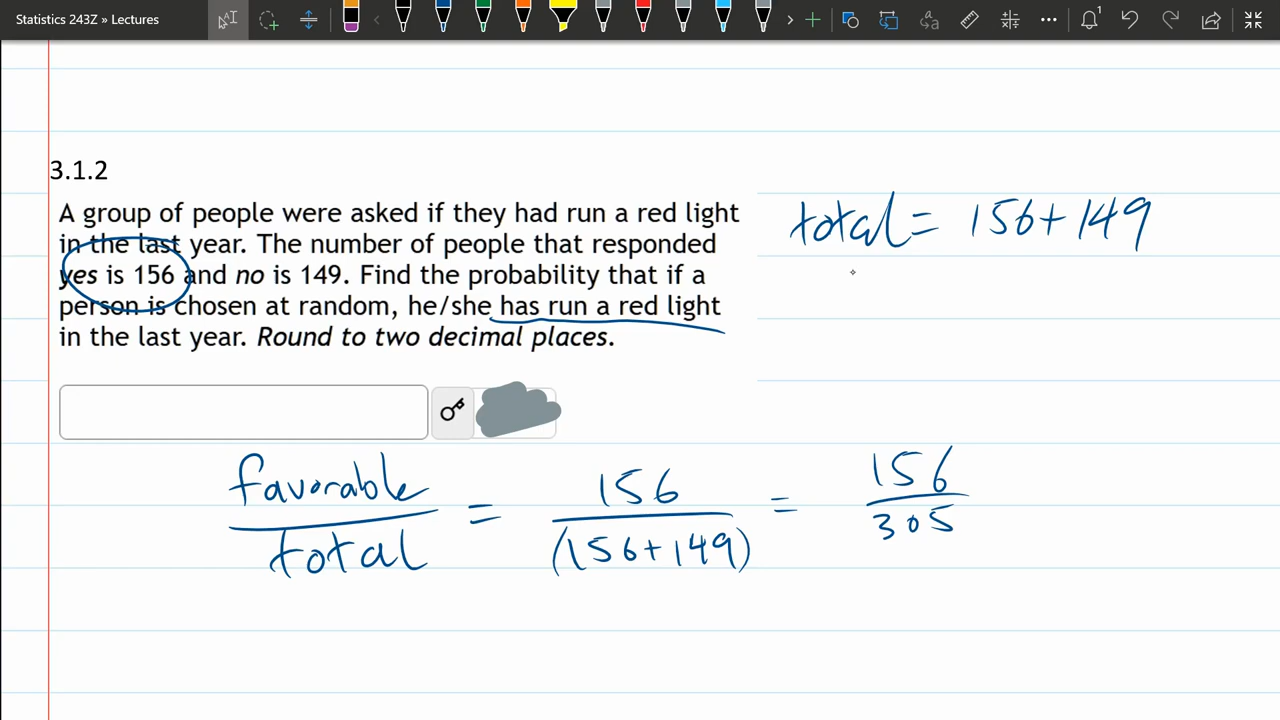 Statistics 243Z » Lectures
1
3.1.2
A group of people were asked if they had run a red light
in the last year. The number of people that responded
yes is 156 and no is 149. Find the probability that if a
person is chosen at random, he/she has run a red light
in the last year. Round to two decimal places.
total = 156 + 149
favorable / total = 156 / (156 + 149) = 156 / 305